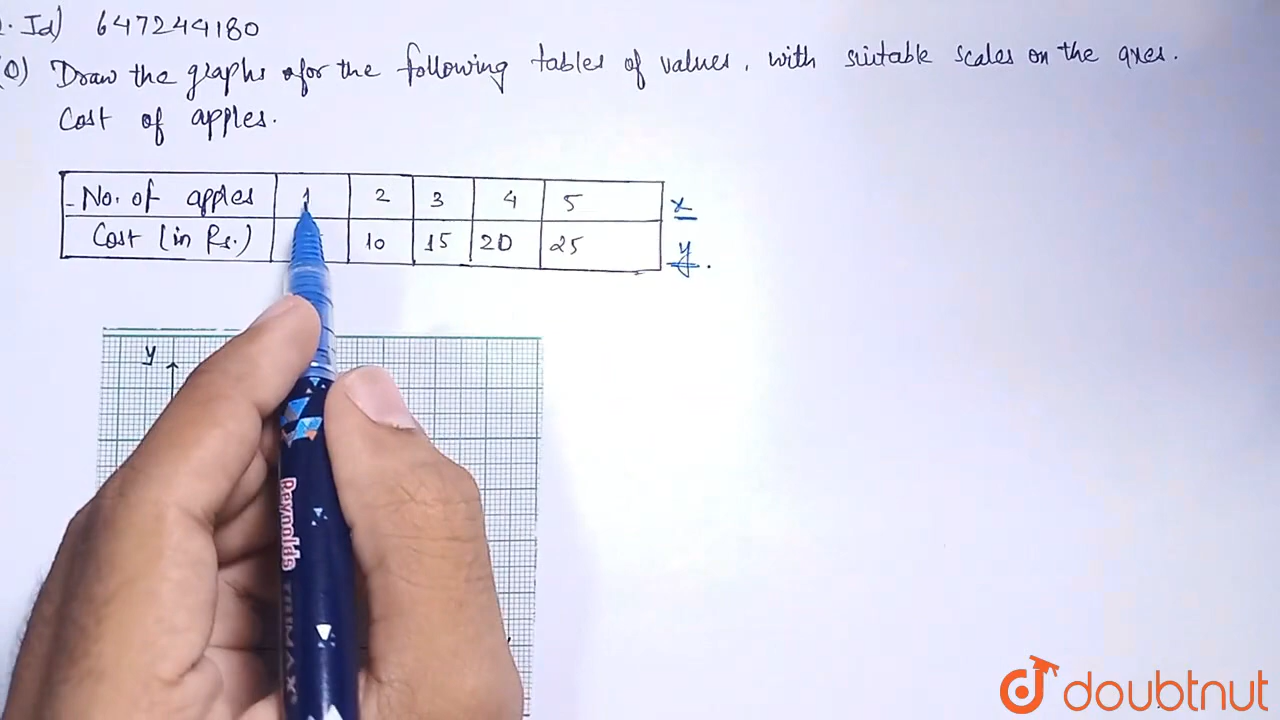 Id) 647244180
Q) Draw the graphs for the following tables of values, with suitable scales on the axes.
Cost of apples.
No. of apples 1 2 3 4 5 x
Cost (in Rs.) 10 15 20 25 y.
y
Reynolds
TRIMAX
doubtnut